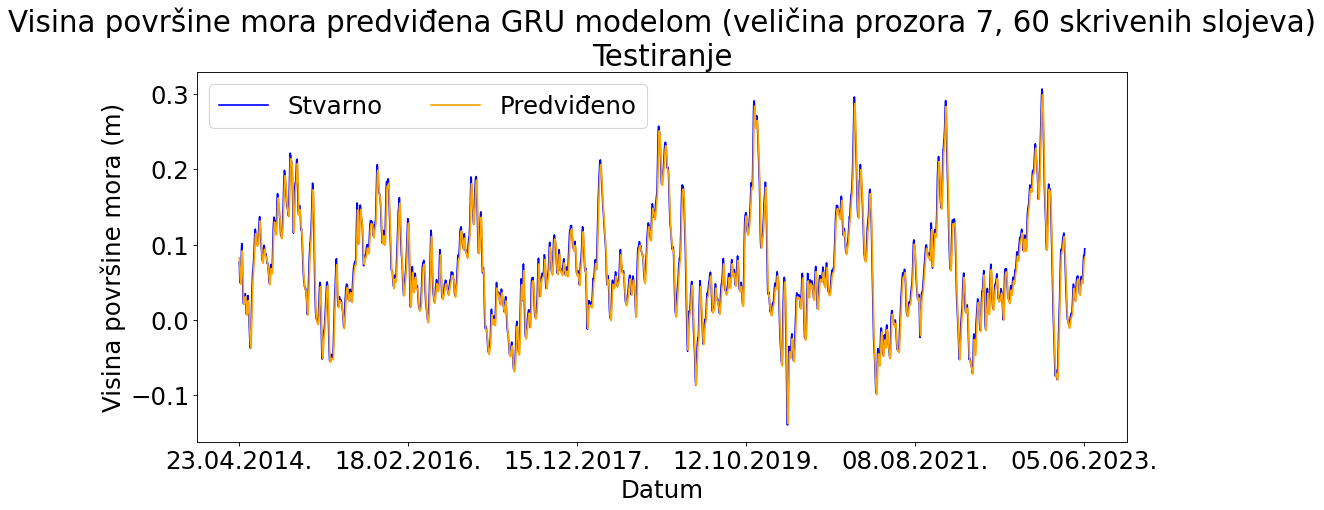 Visina površine mora predviđena GRU modelom (veličina prozora 7, 60 skrivenih slojeva)
Testiranje
Stvarno Predviđeno
Visina površine mora (m)
0.3
0.2
0.1
0.0
−0.1
23.04.2014. 18.02.2016. 15.12.2017. 12.10.2019. 08.08.2021. 05.06.2023.
Datum